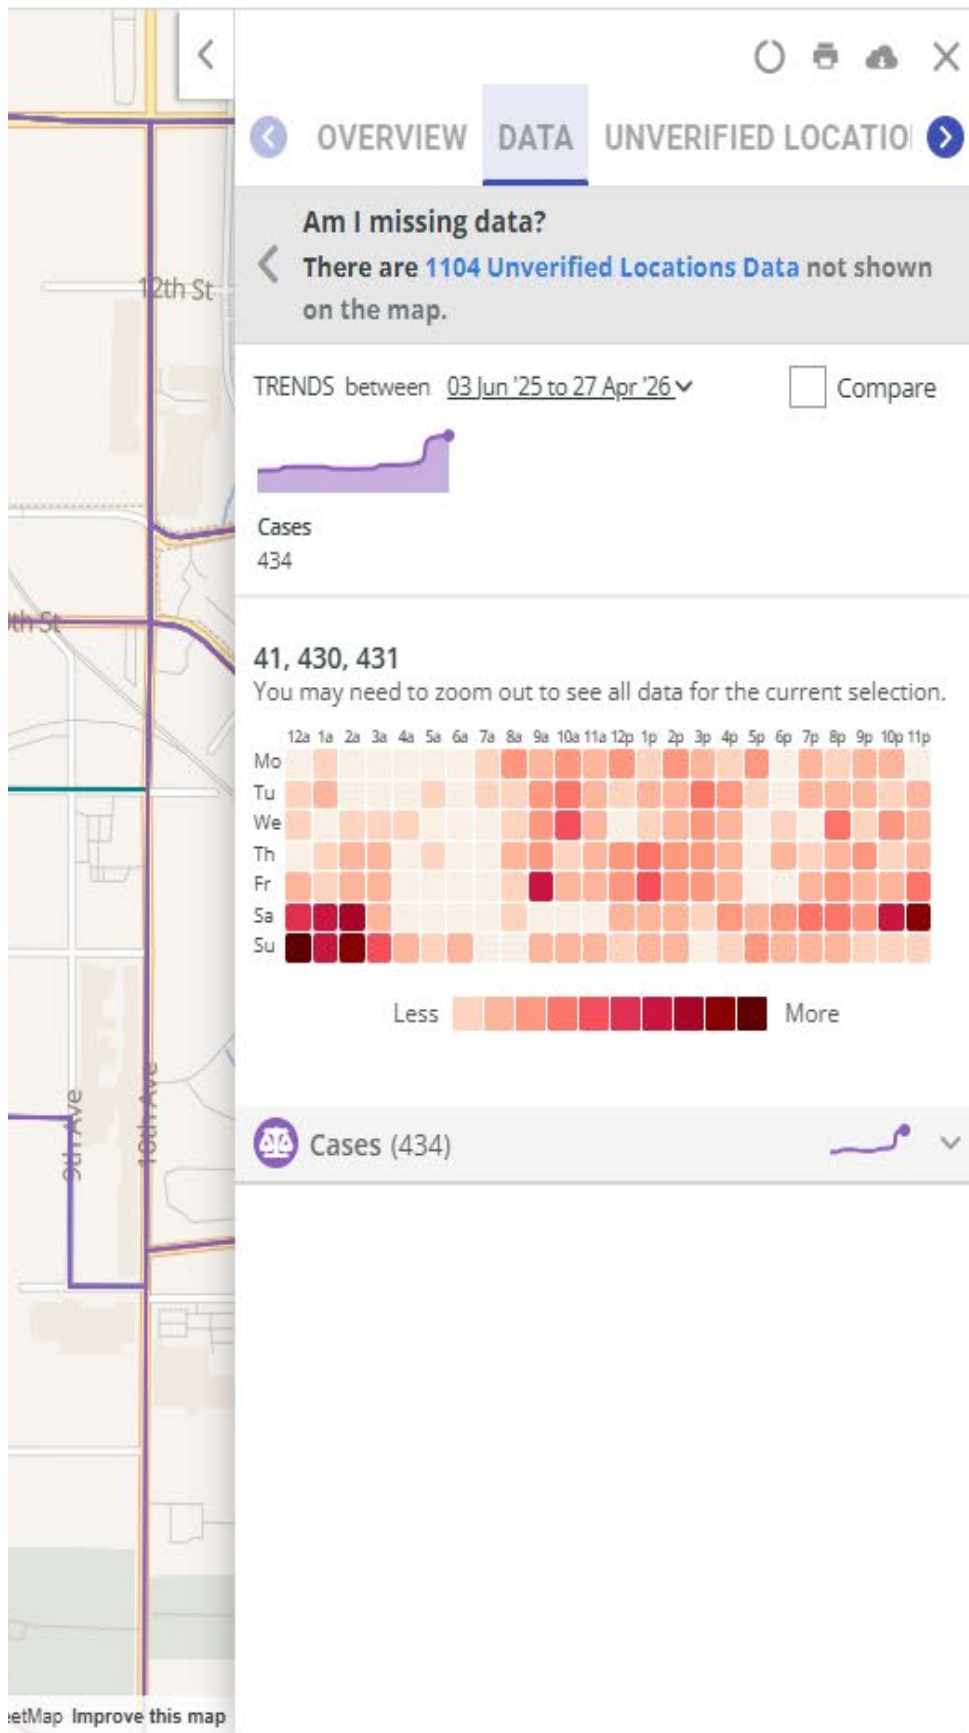 OVERVIEW DATA UNVERIFIED LOCATIO
Am I missing data?
There are 1104 Unverified Locations Data not shown
on the map.
12th St
TRENDS between 03 Jun '25 to 27 Apr '26
Compare
Cases
434
th St
41, 430, 431
You may need to zoom out to see all data for the current selection.
12a 1a 2a 3a 4a 5a 6a 7a 8a 9a 10a 11a 12p 1p 2p 3p 4p 5p 6p 7p 8p 9p 10p 11p
Mo
Tu
We
Th
Fr
Sa
Su
Less More
9th Ave
10th Ave
Cases (434)
eetMap Improve this map